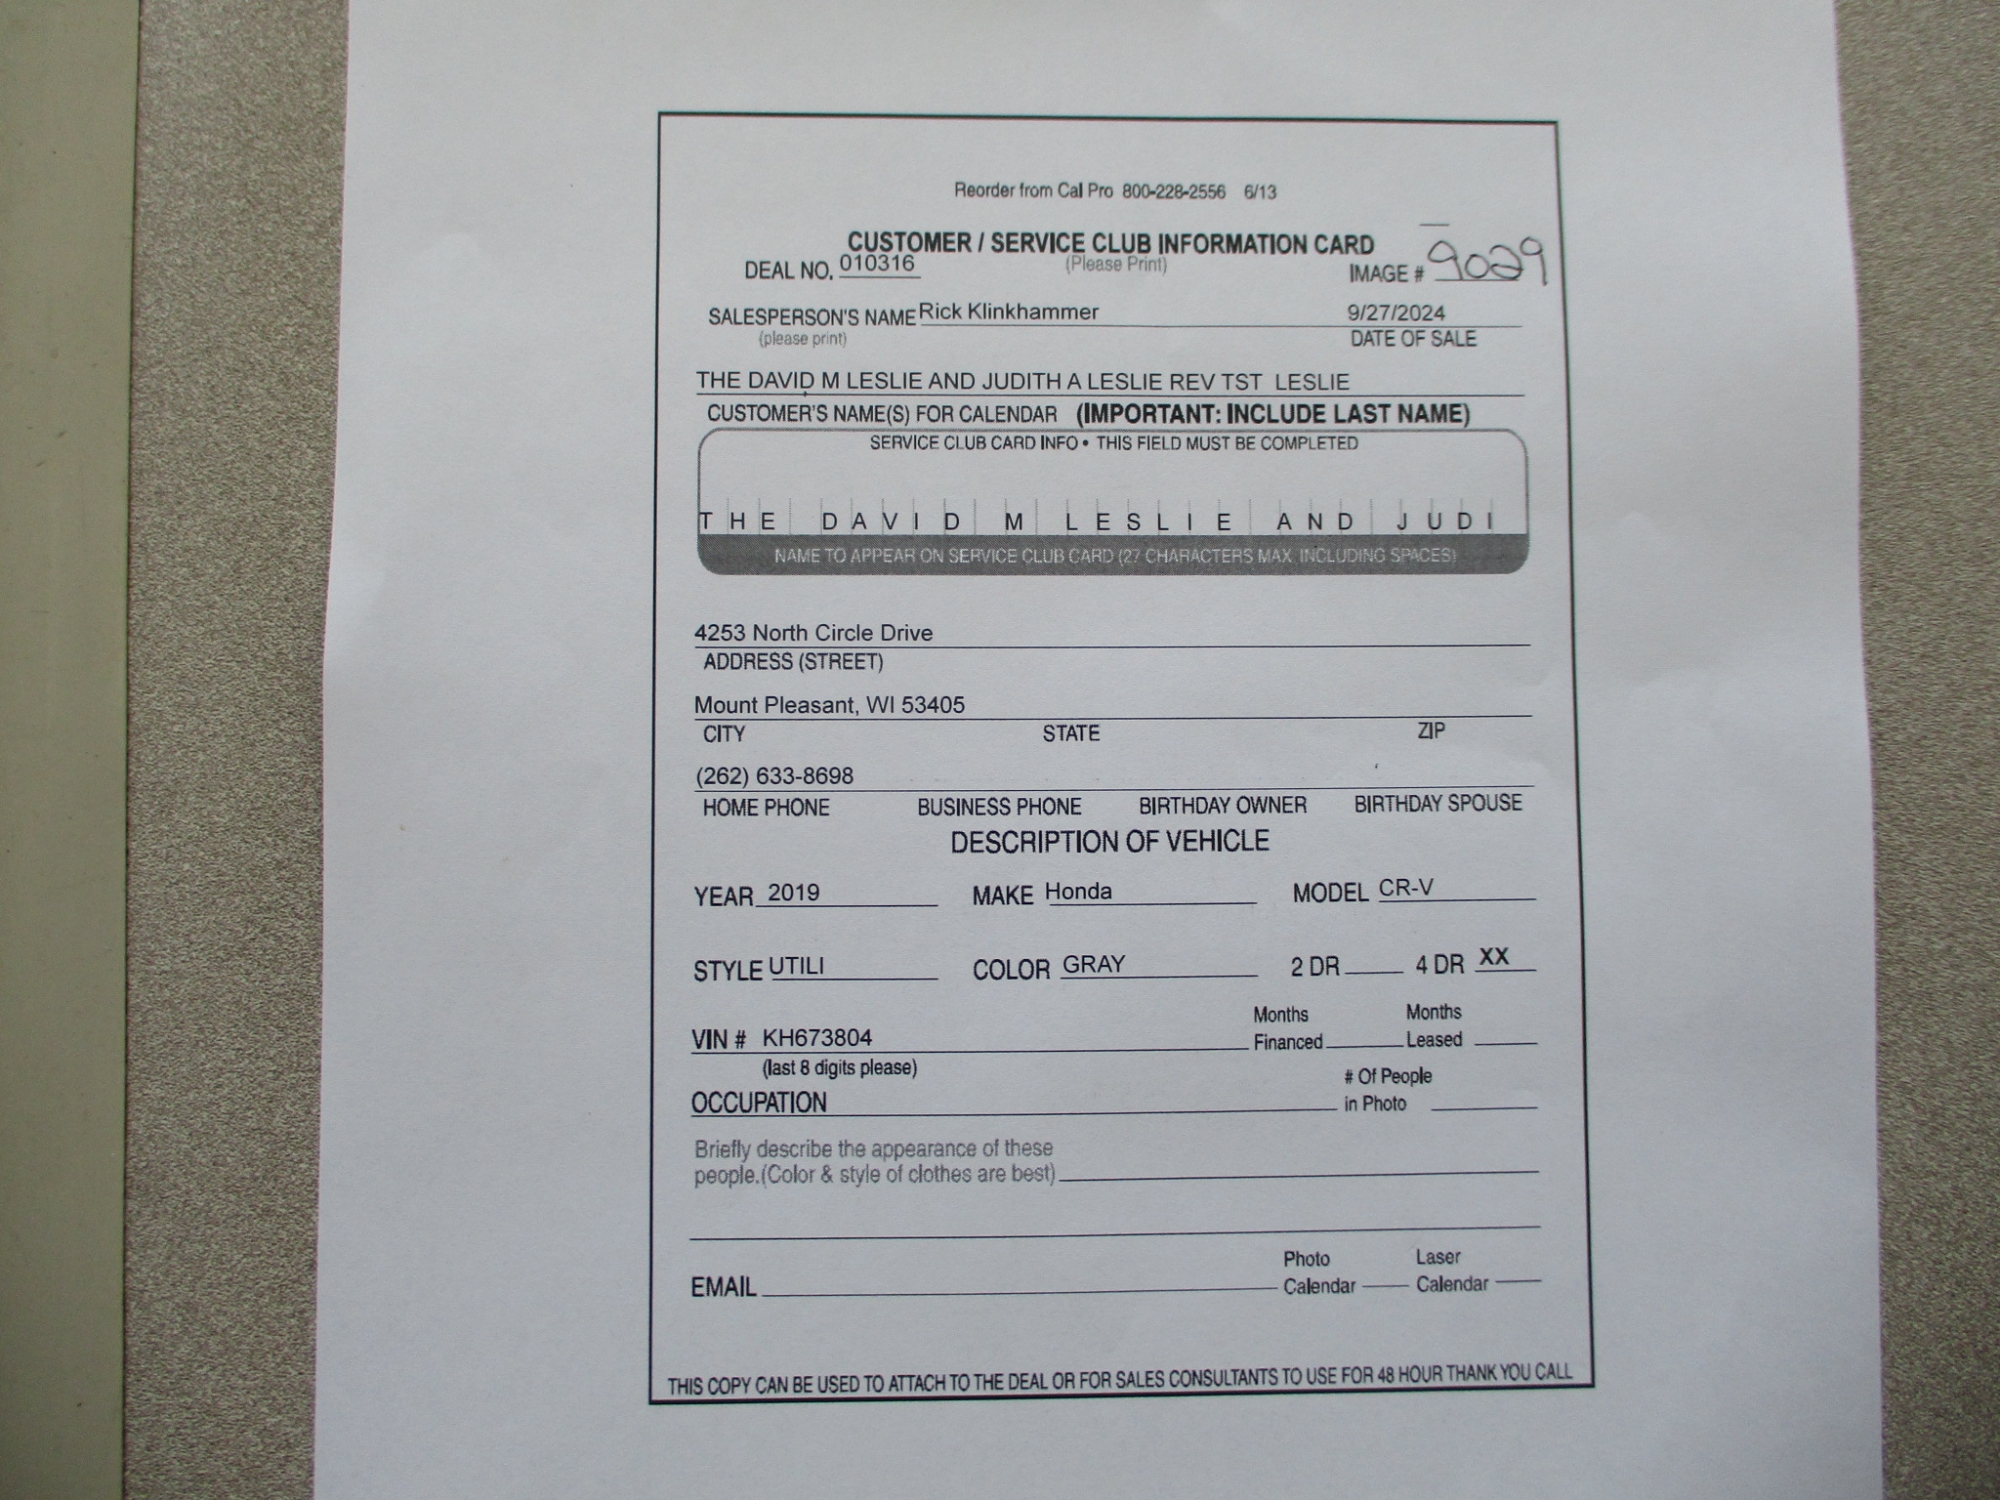 Reorder from Cal Pro 800-228-2556 6/13
CUSTOMER / SERVICE CLUB INFORMATION CARD
DEAL NO. 010316 (Please Print) IMAGE # 9029
SALESPERSON'S NAME Rick Klinkhammer 9/27/2024
(please print) DATE OF SALE
THE DAVID M LESLIE AND JUDITH A LESLIE REV TST LESLIE
CUSTOMER'S NAME(S) FOR CALENDAR (IMPORTANT: INCLUDE LAST NAME)
SERVICE CLUB CARD INFO • THIS FIELD MUST BE COMPLETED
THE DAVID M LESLIE AND JUDI
NAME TO APPEAR ON SERVICE CLUB CARD (27 CHARACTERS MAX. INCLUDING SPACES)
4253 North Circle Drive
ADDRESS (STREET)
Mount Pleasant, WI 53405
CITY STATE ZIP
(262) 633-8698
HOME PHONE BUSINESS PHONE BIRTHDAY OWNER BIRTHDAY SPOUSE
DESCRIPTION OF VEHICLE
YEAR 2019 MAKE Honda MODEL CR-V
STYLE UTILI COLOR GRAY 2 DR 4 DR XX
Months Months
VIN # KH673804 Financed Leased
(last 8 digits please) # Of People
OCCUPATION in Photo
Briefly describe the appearance of these
people.(Color & style of clothes are best)
Photo Laser
EMAIL Calendar Calendar
THIS COPY CAN BE USED TO ATTACH TO THE DEAL OR FOR SALES CONSULTANTS TO USE FOR 48 HOUR THANK YOU CALL